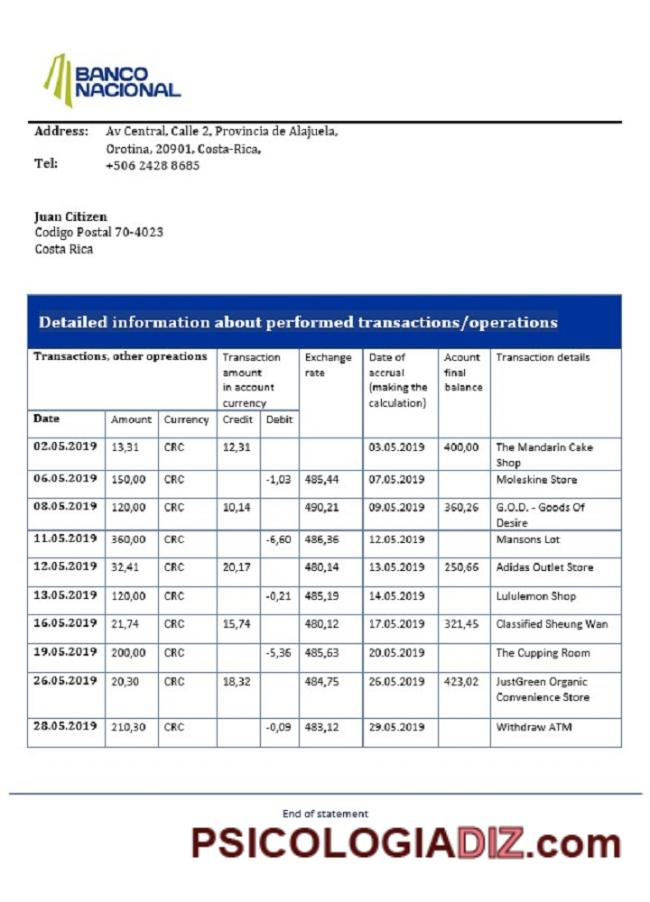 BANCO
NACIONAL
Address: Av Central, Calle 2, Provincia de Alajuela,
Orotina, 20901, Costa-Rica,
Tel: +506 2428 8685
Juan Citizen
Codigo Postal 70-4023
Costa Rica
Detailed information about performed transactions/operations
Transactions, other opreations
Transaction
amount
in account
currency
Exchange
rate
Date of
accrual
(making the
calculation)
Acount
final
balance
Transaction details
Date Amount Currency Credit Debit
02.05.2019 13,31 CRC 12,31 03.05.2019 400,00 The Mandarin Cake
Shop
06.05.2019 150,00 CRC -1,03 485,44 07.05.2019 Moleskine Store
08.05.2019 120,00 CRC 10,14 490,21 09.05.2019 360,26 G.O.D. - Goods Of
Desire
11.05.2019 360,00 CRC -6,60 486,36 12.05.2019 Mansons Lot
12.05.2019 32,41 CRC 20,17 480,14 13.05.2019 250,66 Adidas Outlet Store
13.05.2019 120,00 CRC -0,21 485,19 14.05.2019 Lululemon Shop
16.05.2019 21,74 CRC 15,74 480,12 17.05.2019 321,45 Classified Sheung Wan
19.05.2019 200,00 CRC -5,36 485,63 20.05.2019 The Cupping Room
26.05.2019 20,30 CRC 18,32 484,75 26.05.2019 423,02 JustGreen Organic
Convenience Store
28.05.2019 210,30 CRC -0,09 483,12 29.05.2019 Withdraw ATM
End of statement
PSICOLOGIADIZ.com